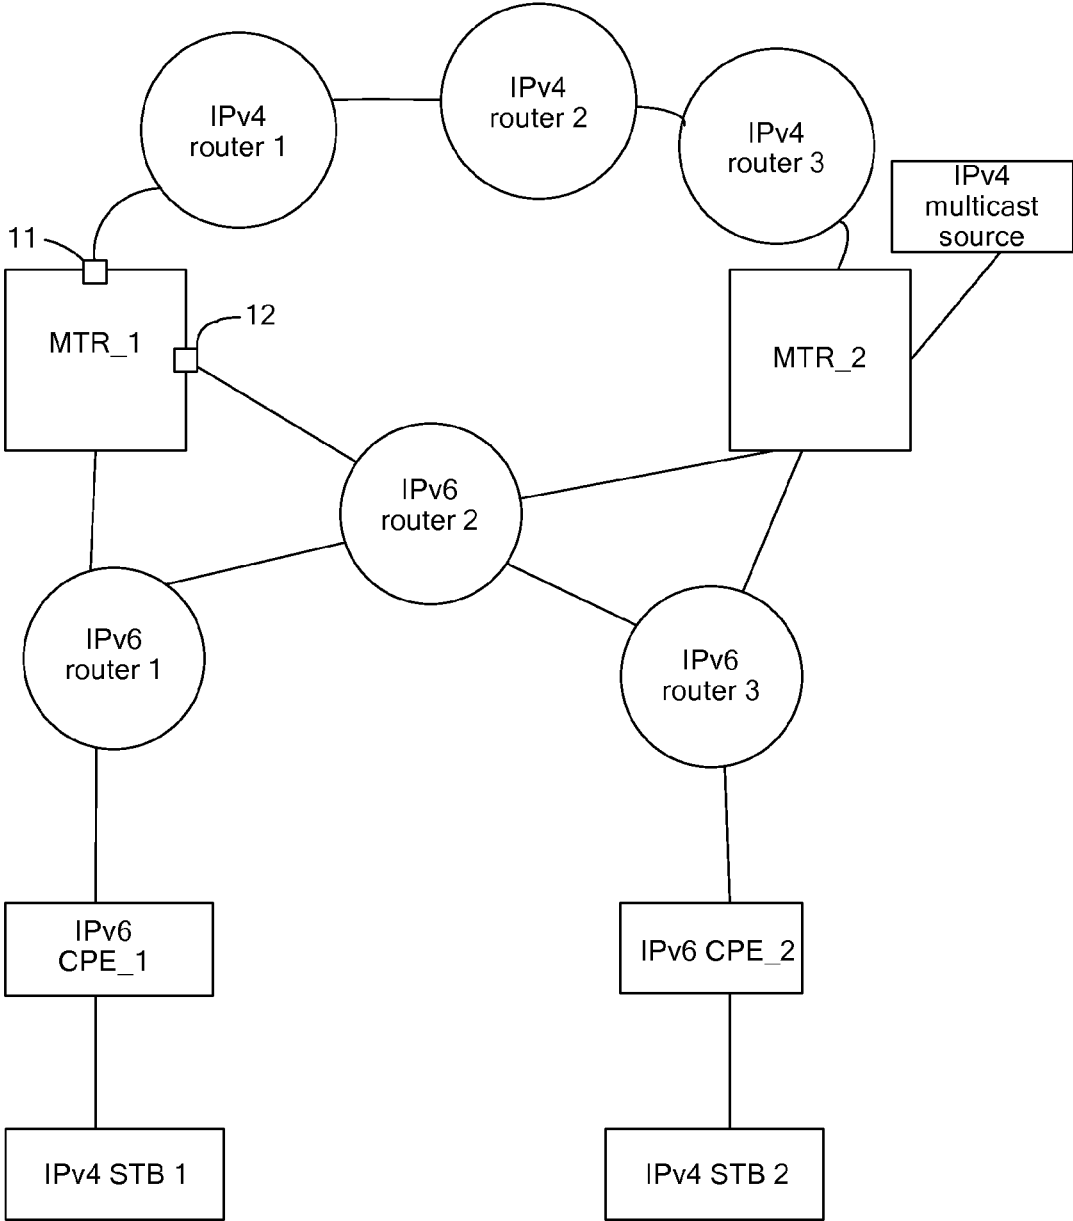 IPv4
router 1
IPv4
router 2
IPv4
router 3
IPv4
multicast
source
11
12
MTR_1
MTR_2
IPv6
router 2
IPv6
router 1
IPv6
router 3
IPv6
CPE_1
IPv6 CPE_2
IPv4 STB 1
IPv4 STB 2